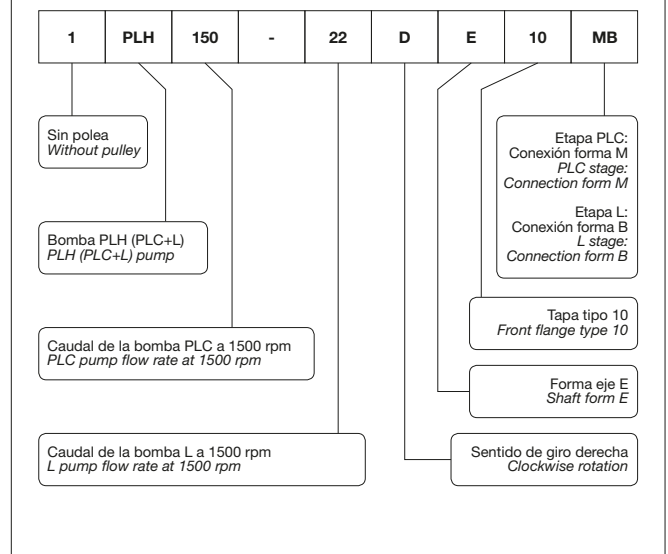 1 PLH 150 - 22 D E 10 MB
Sin polea
Without pulley
Bomba PLH (PLC+L)
PLH (PLC+L) pump
Caudal de la bomba PLC a 1500 rpm
PLC pump flow rate at 1500 rpm
Caudal de la bomba L a 1500 rpm
L pump flow rate at 1500 rpm
Etapa PLC:
Conexión forma M
PLC stage:
Connection form M
Etapa L:
Conexión forma B
L stage:
Connection form B
Tapa tipo 10
Front flange type 10
Forma eje E
Shaft form E
Sentido de giro derecha
Clockwise rotation